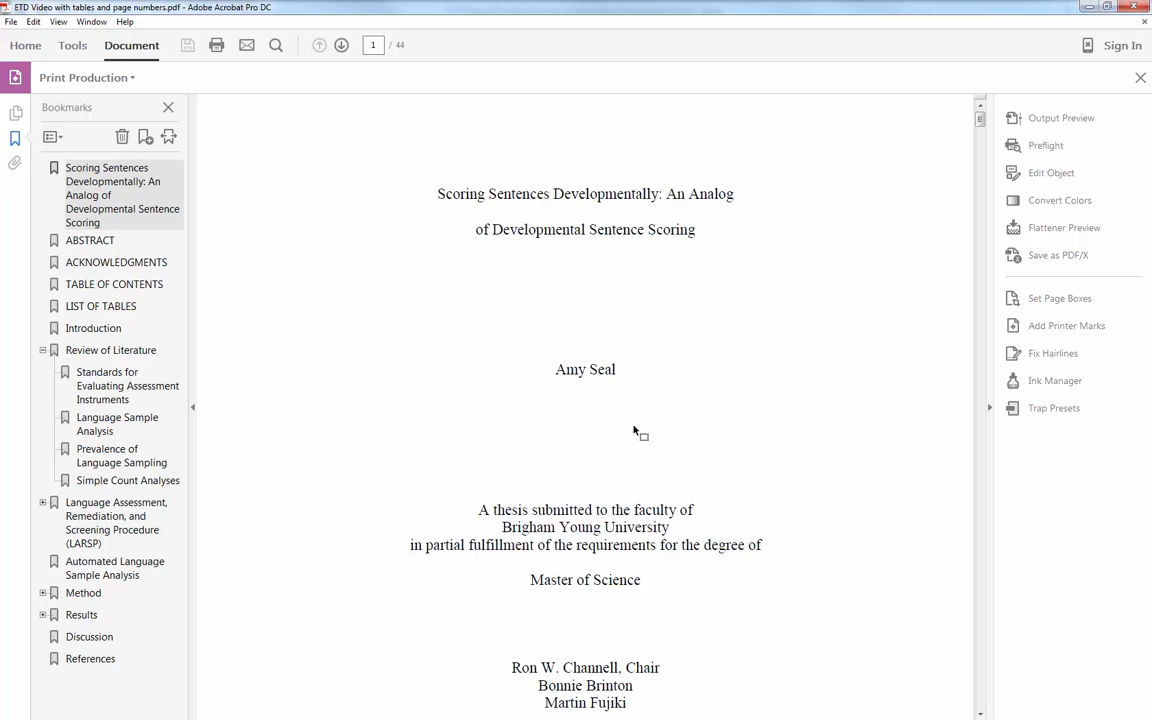 ETD Video with tables and page numbers.pdf - Adobe Acrobat Pro DC
File Edit View Window Help
Home Tools Document 1 / 44 Sign In
Print Production
Bookmarks
Scoring Sentences
Developmentally: An
Analog of
Developmental Sentence
Scoring
ABSTRACT
ACKNOWLEDGMENTS
TABLE OF CONTENTS
LIST OF TABLES
Introduction
Review of Literature
Standards for
Evaluating Assessment
Instruments
Language Sample
Analysis
Prevalence of
Language Sampling
Simple Count Analyses
Language Assessment,
Remediation, and
Screening Procedure
(LARSP)
Automated Language
Sample Analysis
Method
Results
Discussion
References
Scoring Sentences Developmentally: An Analog
of Developmental Sentence Scoring
Amy Seal
A thesis submitted to the faculty of
Brigham Young University
in partial fulfillment of the requirements for the degree of
Master of Science
Ron W. Channell, Chair
Bonnie Brinton
Martin Fujiki
Output Preview
Preflight
Edit Object
Convert Colors
Flattener Preview
Save as PDF/X
Set Page Boxes
Add Printer Marks
Fix Hairlines
Ink Manager
Trap Presets